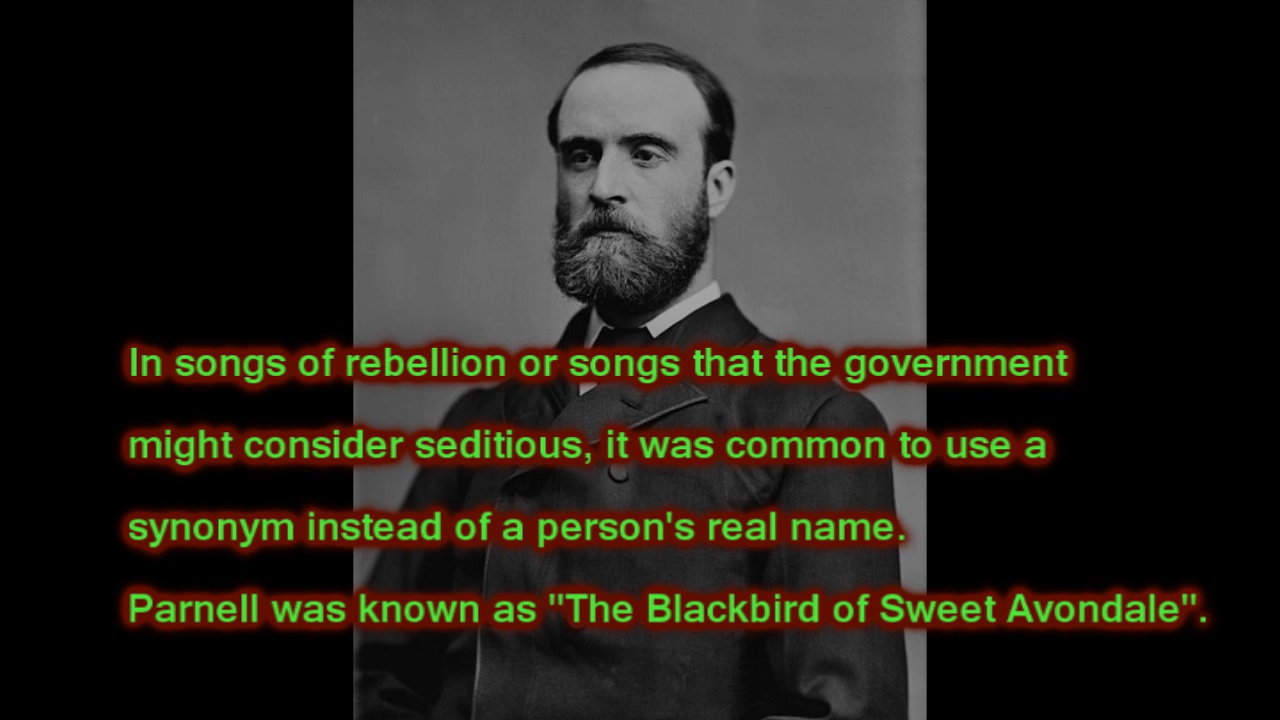 In songs of rebellion or songs that the government
might consider seditious, it was common to use a
synonym instead of a person's real name.
Parnell was known as "The Blackbird of Sweet Avondale".